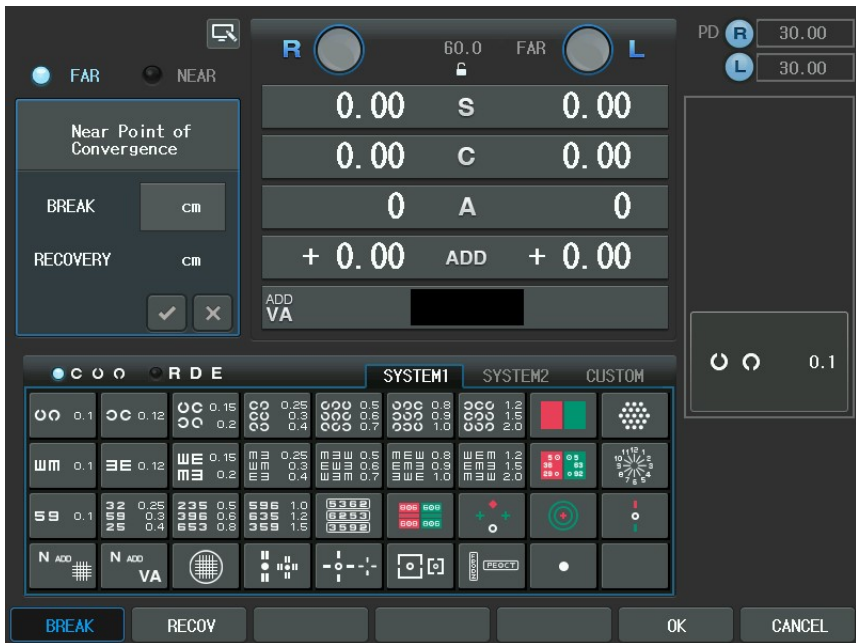 FAR NEAR
Near Point of
Convergence
BREAK cm
RECOVERY cm
R 60.0 FAR L
0.00 S 0.00
0.00 C 0.00
0 A 0
+ 0.00 ADD + 0.00
ADD
VA
PD R 30.00
L 30.00
0.1
R D E
SYSTEM1 SYSTEM2 CUSTOM
0.1 0.12 0.15 0.2 0.25 0.3 0.4 0.5 0.6 0.7 0.8 0.9 1.0 1.2 1.5 2.0
0.1 0.12 0.15 0.2 0.25 0.3 0.4 0.5 0.6 0.7 0.8 0.9 1.0 1.2 1.5 2.0
59 0.1
32 0.25
59 0.3
25 0.4
235 0.5
396 0.6
653 0.8
596 1.0
635 1.2
359 1.5
5362
6253
3592
N ADD
N ADD
VA
PEOCT
BREAK RECOV OK CANCEL